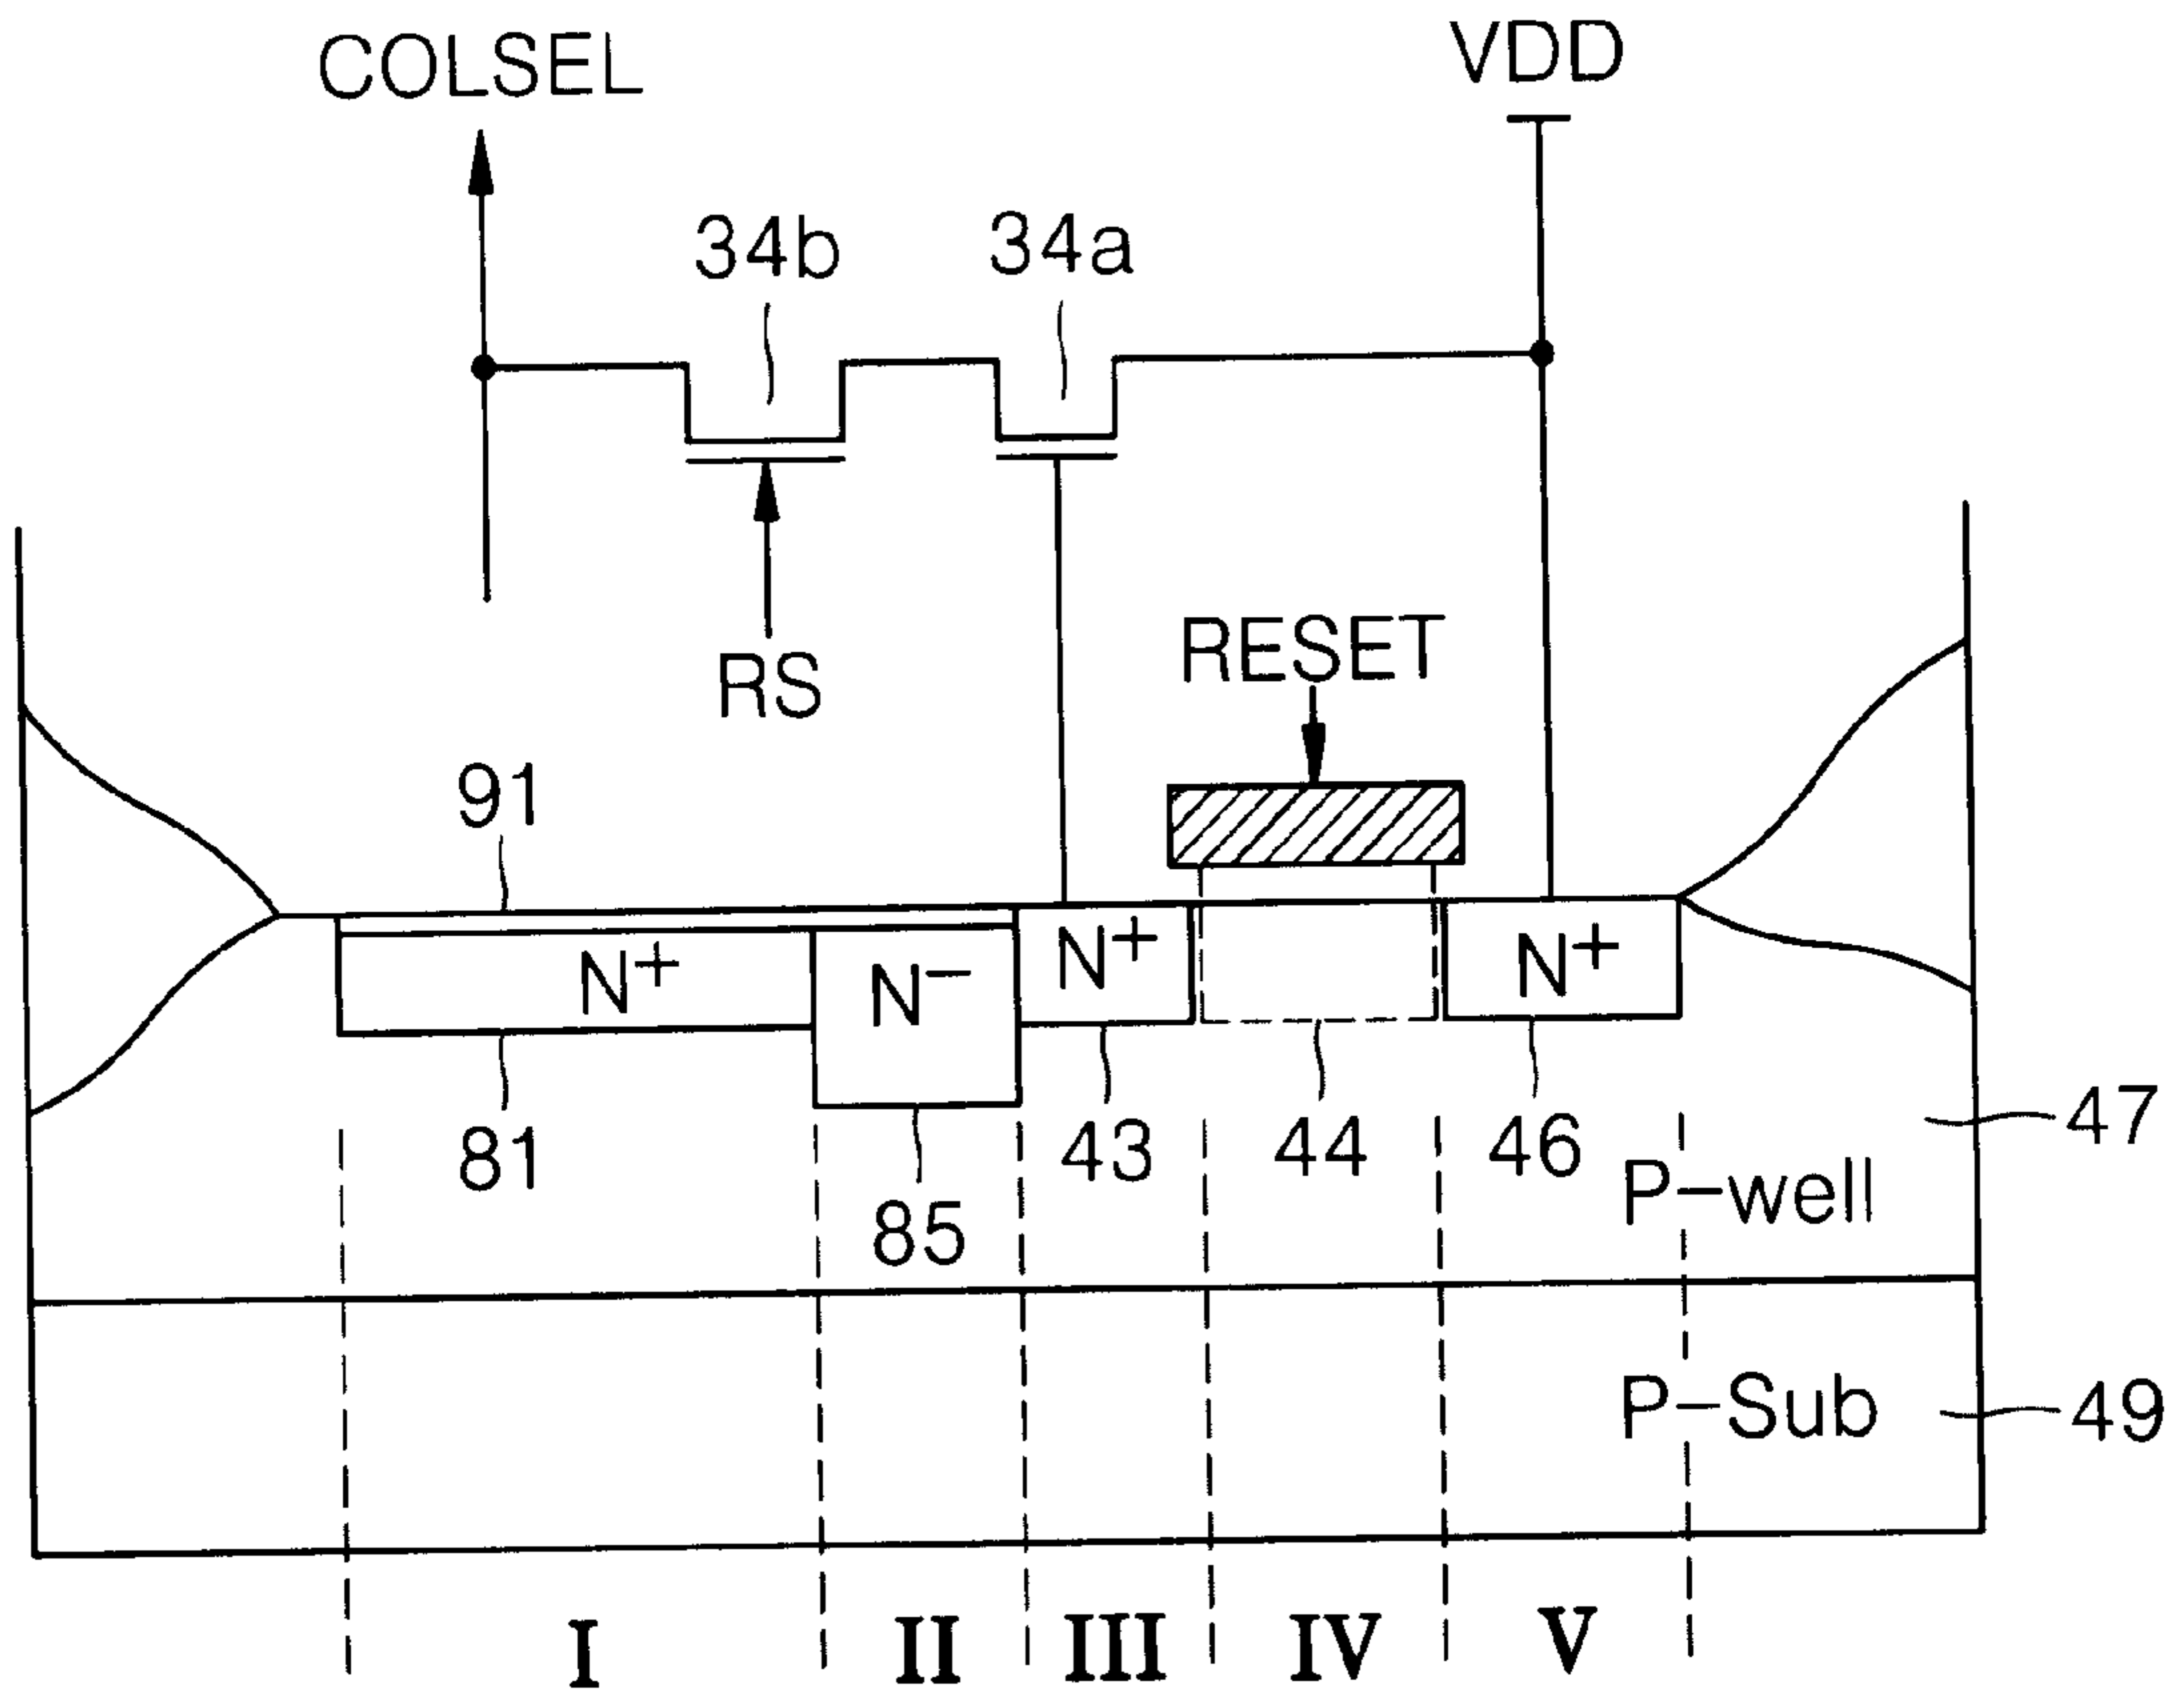 COLSEL
VDD
34b
34a
RS
RESET
91
N+
N−
N+
N+
81
85
43
44
46
47
P−well
P−Sub
49
I
II
III
IV
V